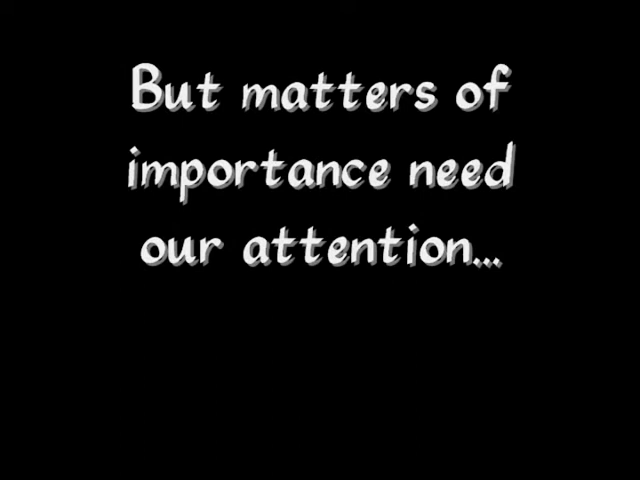 But matters of
importance need
our attention...